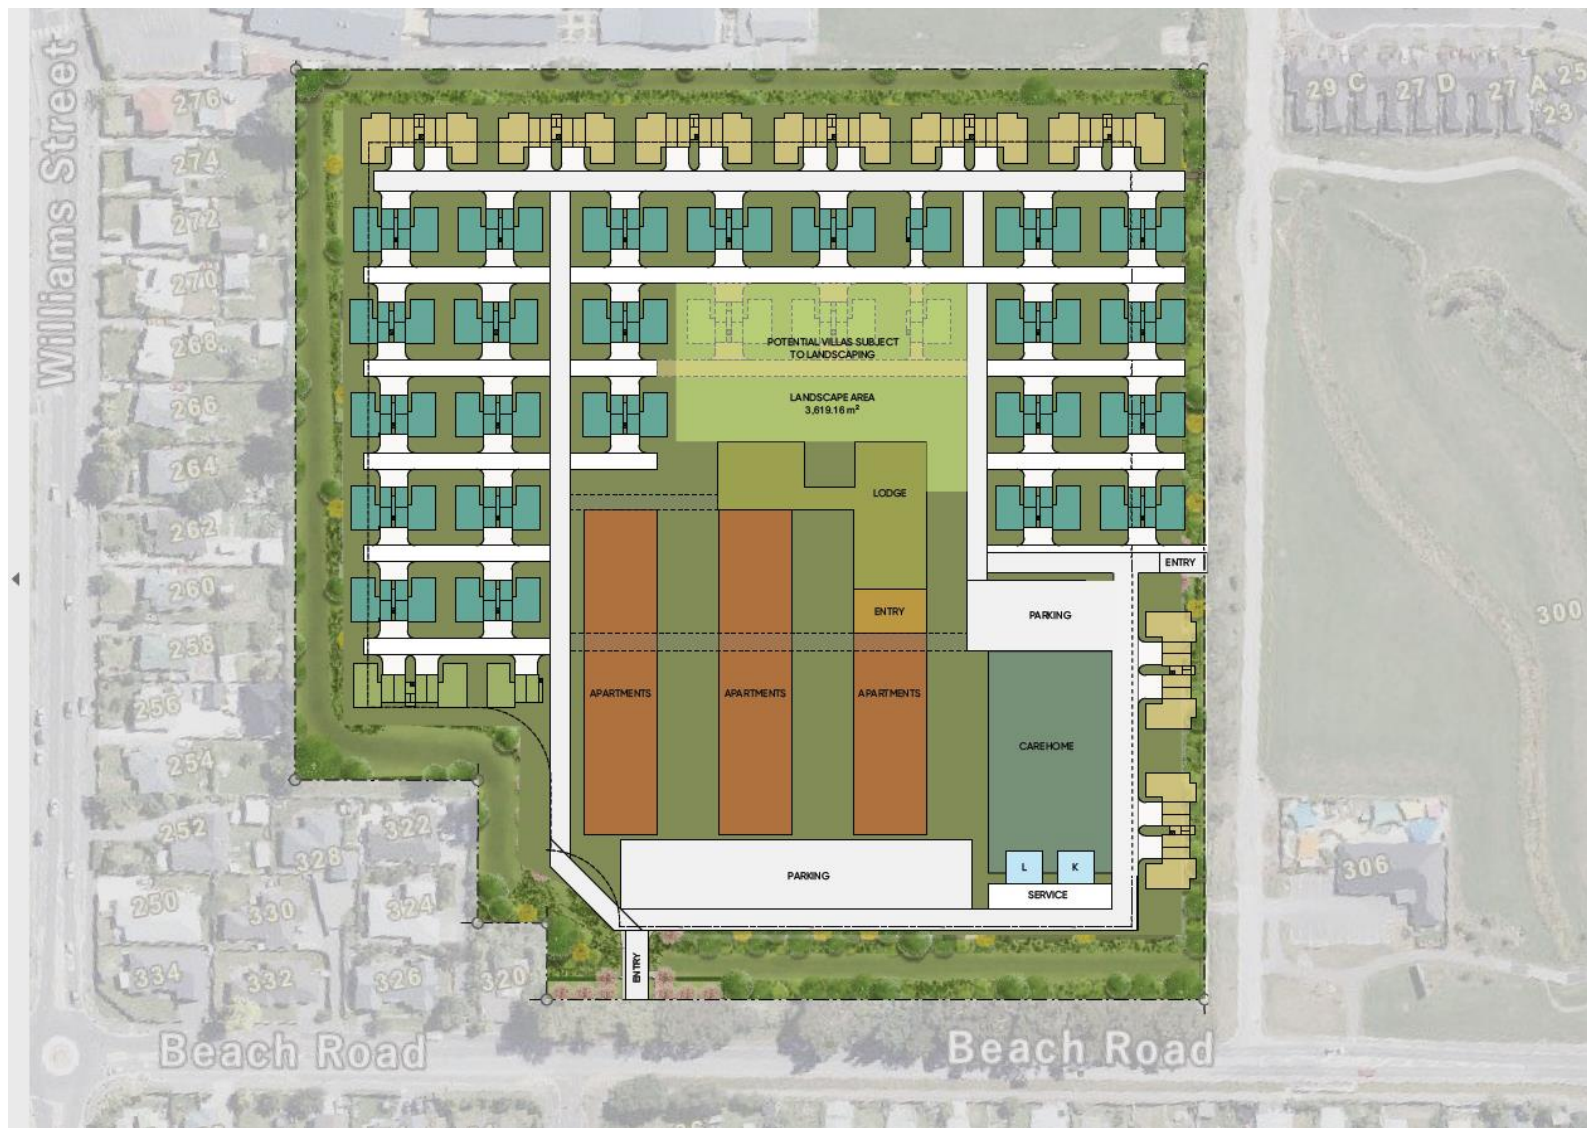 Williams Street
276
274
272
270
268
266
264
262
260
258
256
254
252
250
322
328
324
330
334
332
326
320
29
C
27
D
27
A
25
23
300
306
POTENTIAL VILLAS SUBJECT
TO LANDSCAPING
LANDSCAPE AREA
3,619.16 m²
LODGE
ENTRY
ENTRY
PARKING
APARTMENTS
APARTMENTS
APARTMENTS
CAREHOME
L
K
SERVICE
PARKING
ENTRY
Beach Road
Beach Road